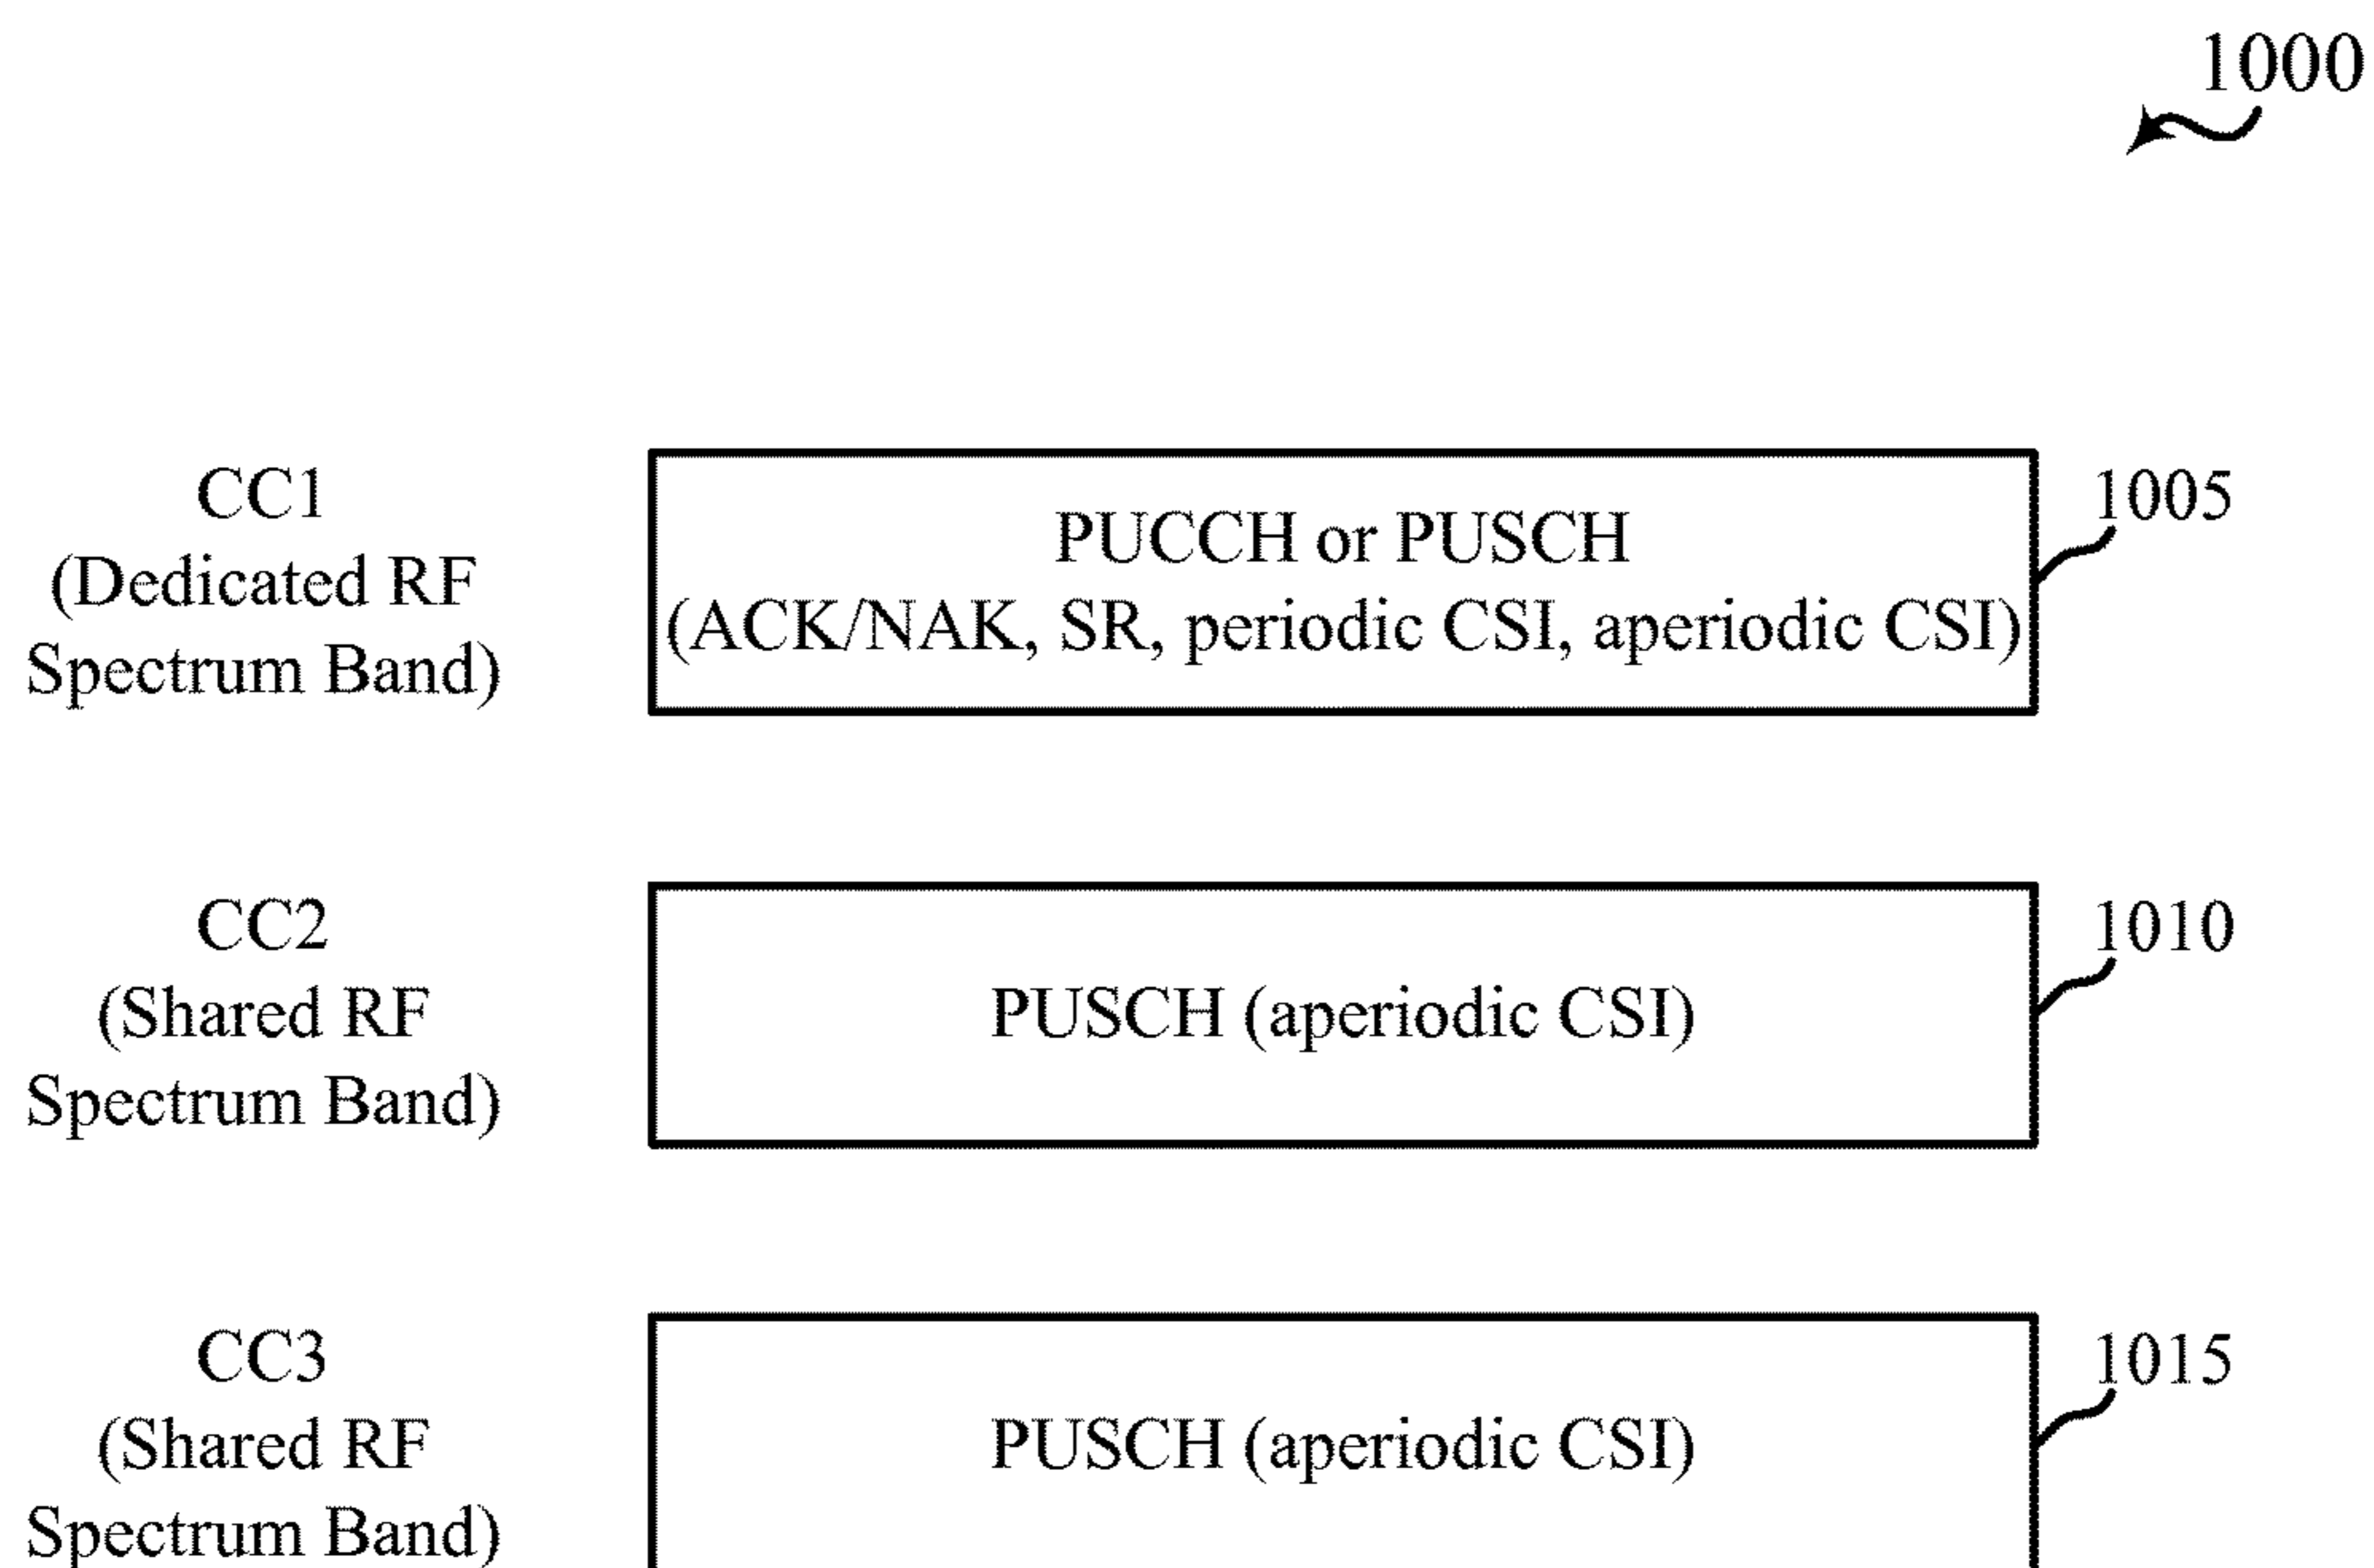 1000
CC1
(Dedicated RF
Spectrum Band)
PUCCH or PUSCH
(ACK/NAK, SR, periodic CSI, aperiodic CSI)
1005
CC2
(Shared RF
Spectrum Band)
PUSCH (aperiodic CSI)
1010
CC3
(Shared RF
Spectrum Band)
PUSCH (aperiodic CSI)
1015